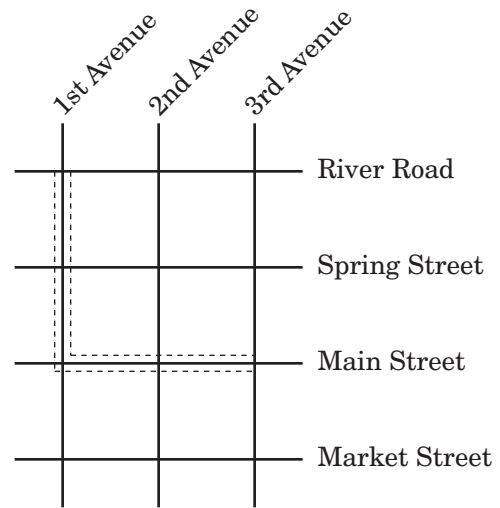 1st Avenue
2nd Avenue
3rd Avenue
River Road
Spring Street
Main Street
Market Street